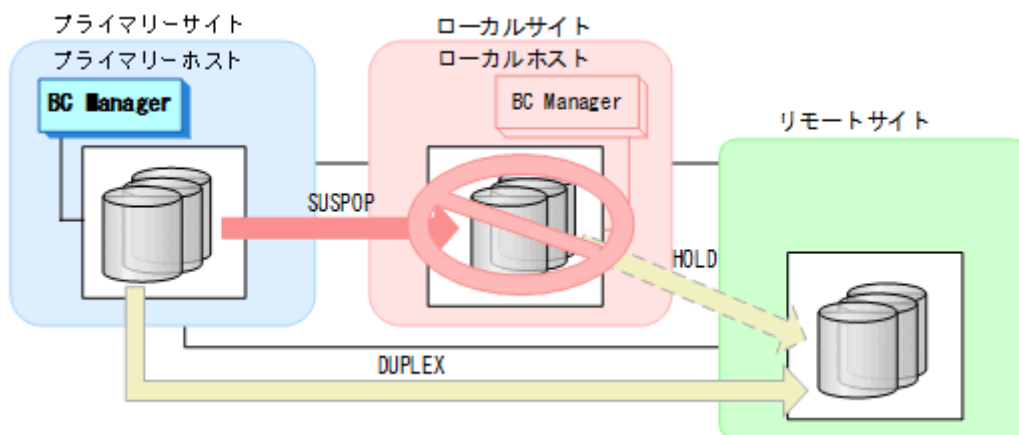 プライマリーサイト
プライマリーホスト
BC Manager
ローカルサイト
ローカルホスト
BC Manager
リモートサイト
SUSPOP
HOLD
DUPLEX